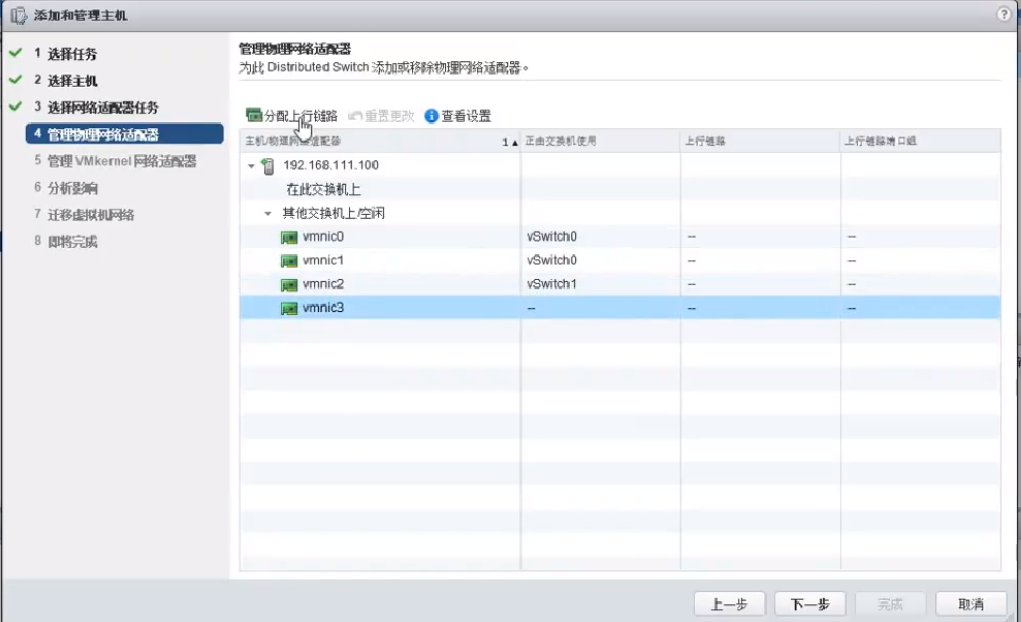 添加和管理主机
1 选择任务
2 选择主机
3 选择网络适配器任务
4 管理物理网络适配器
5 管理 VMkernel 网络适配器
6 分析影响
7 迁移虚拟机网络
8 即将完成
管理物理网络适配器
为此 Distributed Switch 添加或移除物理网络适配器。
分配上行链路 重置更改 查看设置
主机/物理网络适配器 1 ▲ 正由交换机使用 上行链路 上行链路端口组
192.168.111.100
在此交换机上
其他交换机上/空闲
vmnic0 vSwitch0 -- --
vmnic1 vSwitch0 -- --
vmnic2 vSwitch1 -- --
vmnic3 -- -- --
上一步 下一步 完成 取消